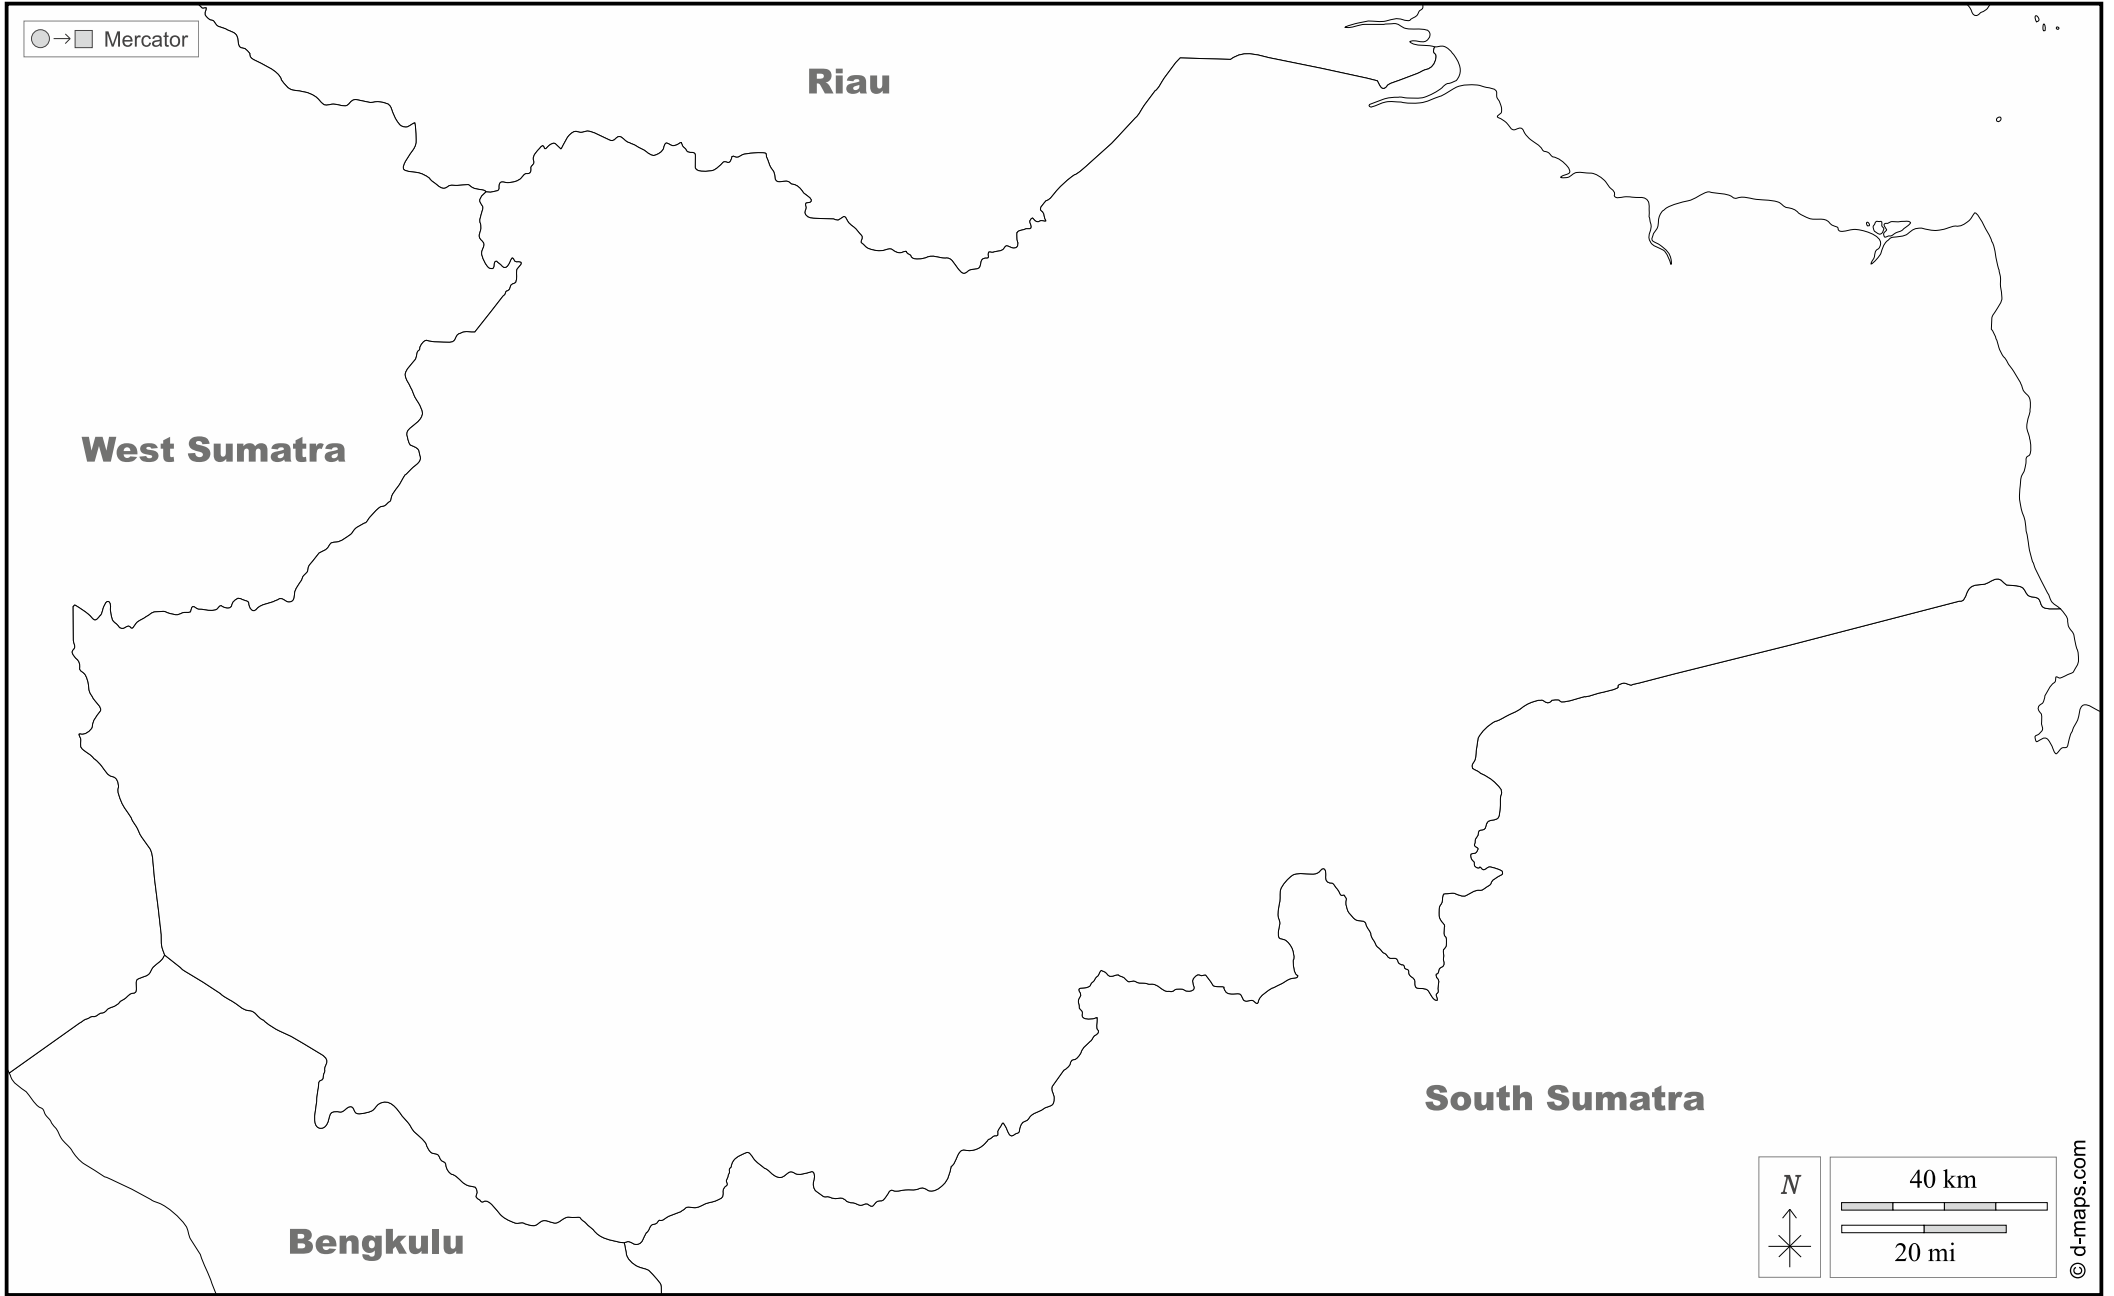 Mercator
Riau
West Sumatra
South Sumatra
Bengkulu
N
40 km
20 mi
© d-maps.com